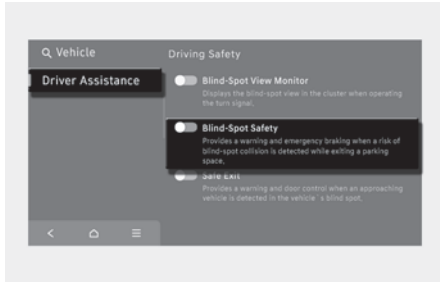 Vehicle
Driver Assistance
Driving Safety
Blind-Spot View Monitor
Displays the blind-spot view in the cluster when operating
the turn signal.
Blind-Spot Safety
Provides a warning and emergency braking when a risk of
blind-spot collision is detected while exiting a parking
space.
Safe Exit
Provides a warning and door control when an approaching
vehicle is detected in the vehicle`s blind spot.